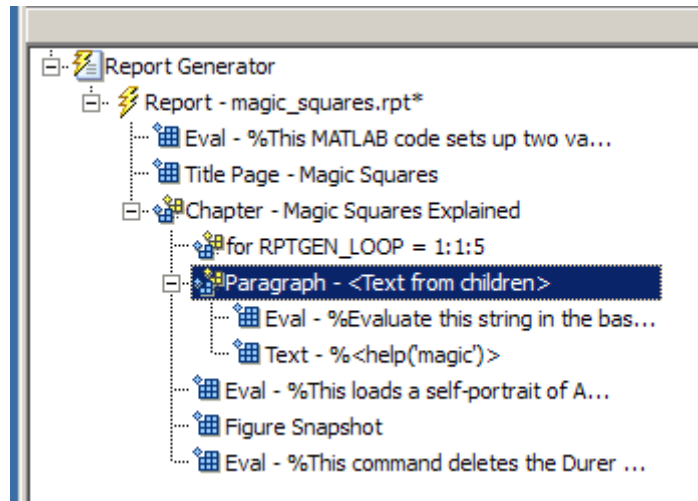 Report Generator
Report - magic_squares.rpt*
Eval - %This MATLAB code sets up two va...
Title Page - Magic Squares
Chapter - Magic Squares Explained
for RPTGEN_LOOP = 1:1:5
Paragraph - <Text from children>
Eval - %Evaluate this string in the bas...
Text - %<help('magic')>
Eval - %This loads a self-portrait of A...
Figure Snapshot
Eval - %This command deletes the Durer ...